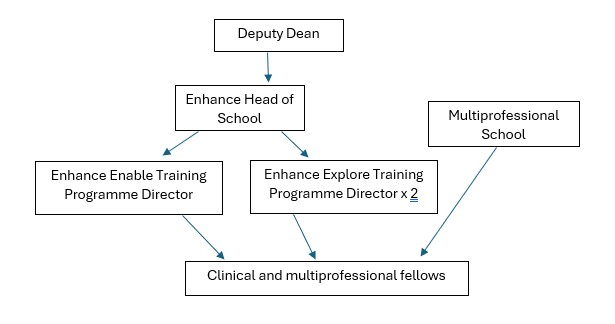 Deputy Dean
Enhance Head of
School
Multiprofessional
School
Enhance Enable Training
Programme Director
Enhance Explore Training
Programme Director x 2
Clinical and multiprofessional fellows